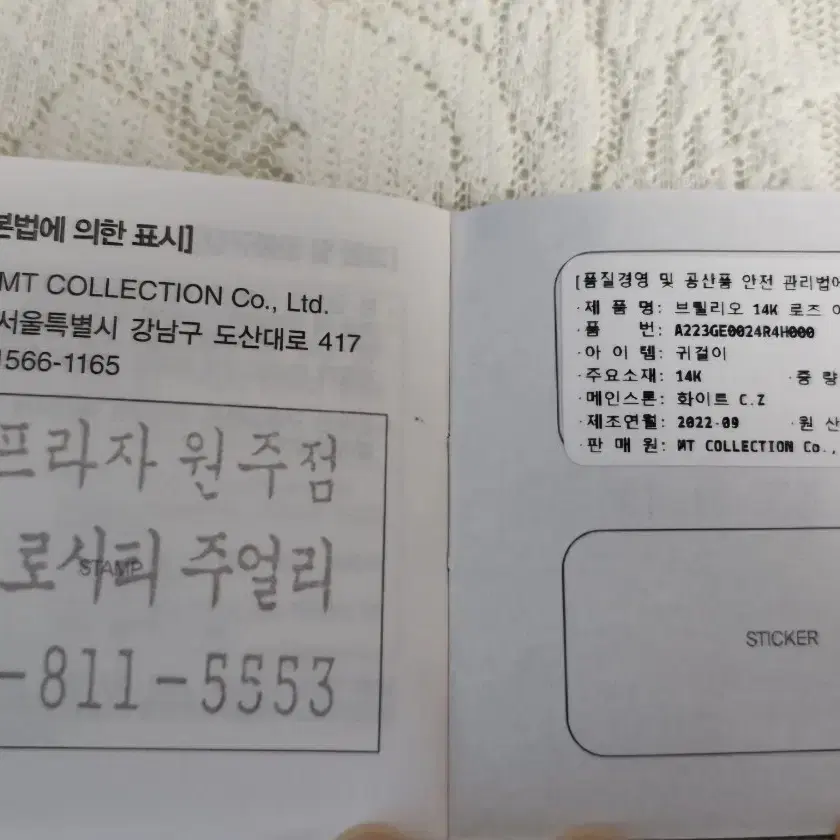 본법에 의한 표시]
MT COLLECTION Co., Ltd.
서울특별시 강남구 도산대로 417
1566-1165
프라자 원주점
로사티 주얼리
STAMP
-811-5553
[품질경영 및 공산품 안전 관리법에
·제 품 명: 브릴리오 14K 로즈
·품 번: A223GE0024R4H000
·아 이 템: 귀걸이
·주요소재: 14K ·중 량
·메인스톤: 화이트 C.Z
·제조연월: 2022-09 ·원 산
·판 매 원: MT COLLECTION Co.,
STICKER